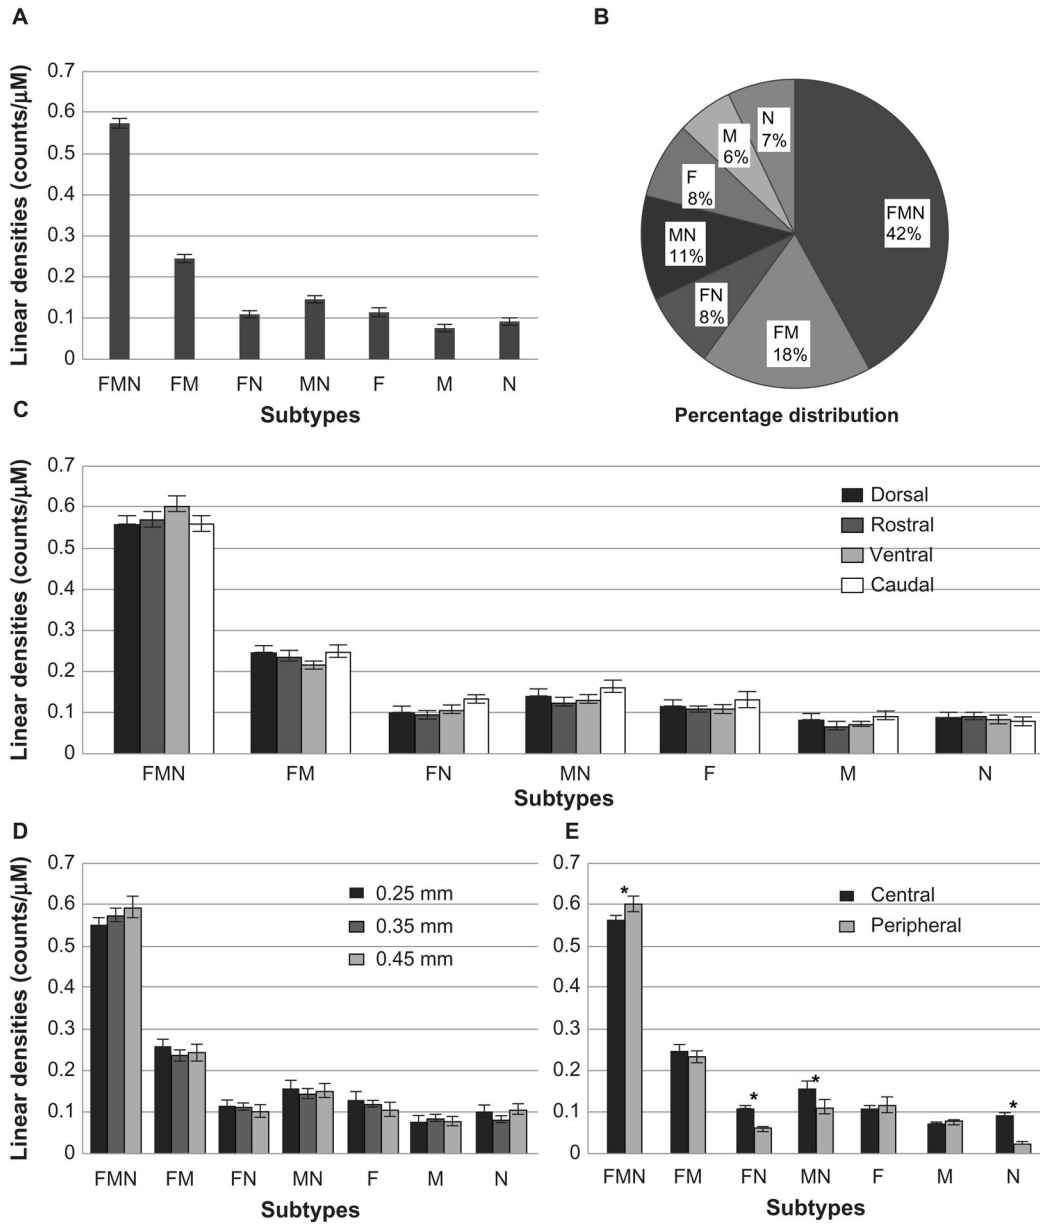 A
Linear densities (counts/μM)
0.7
0.6
0.5
0.4
0.3
0.2
0.1
0
FMN FM FN MN F M N
Subtypes
B
N
7%
M
6%
F
8%
MN
11%
FN
8%
FM
18%
FMN
42%
Percentage distribution
C
Linear densities (counts/μM)
0.7
0.6
0.5
0.4
0.3
0.2
0.1
0
Dorsal
Rostral
Ventral
Caudal
FMN FM FN MN F M N
Subtypes
D
Linear densities (counts/μM)
0.7
0.6
0.5
0.4
0.3
0.2
0.1
0
0.25 mm
0.35 mm
0.45 mm
FMN FM FN MN F M N
Subtypes
E
Linear densities (counts/μM)
0.7
0.6
0.5
0.4
0.3
0.2
0.1
0
Central
Peripheral
*
*
*
*
FMN FM FN MN F M N
Subtypes